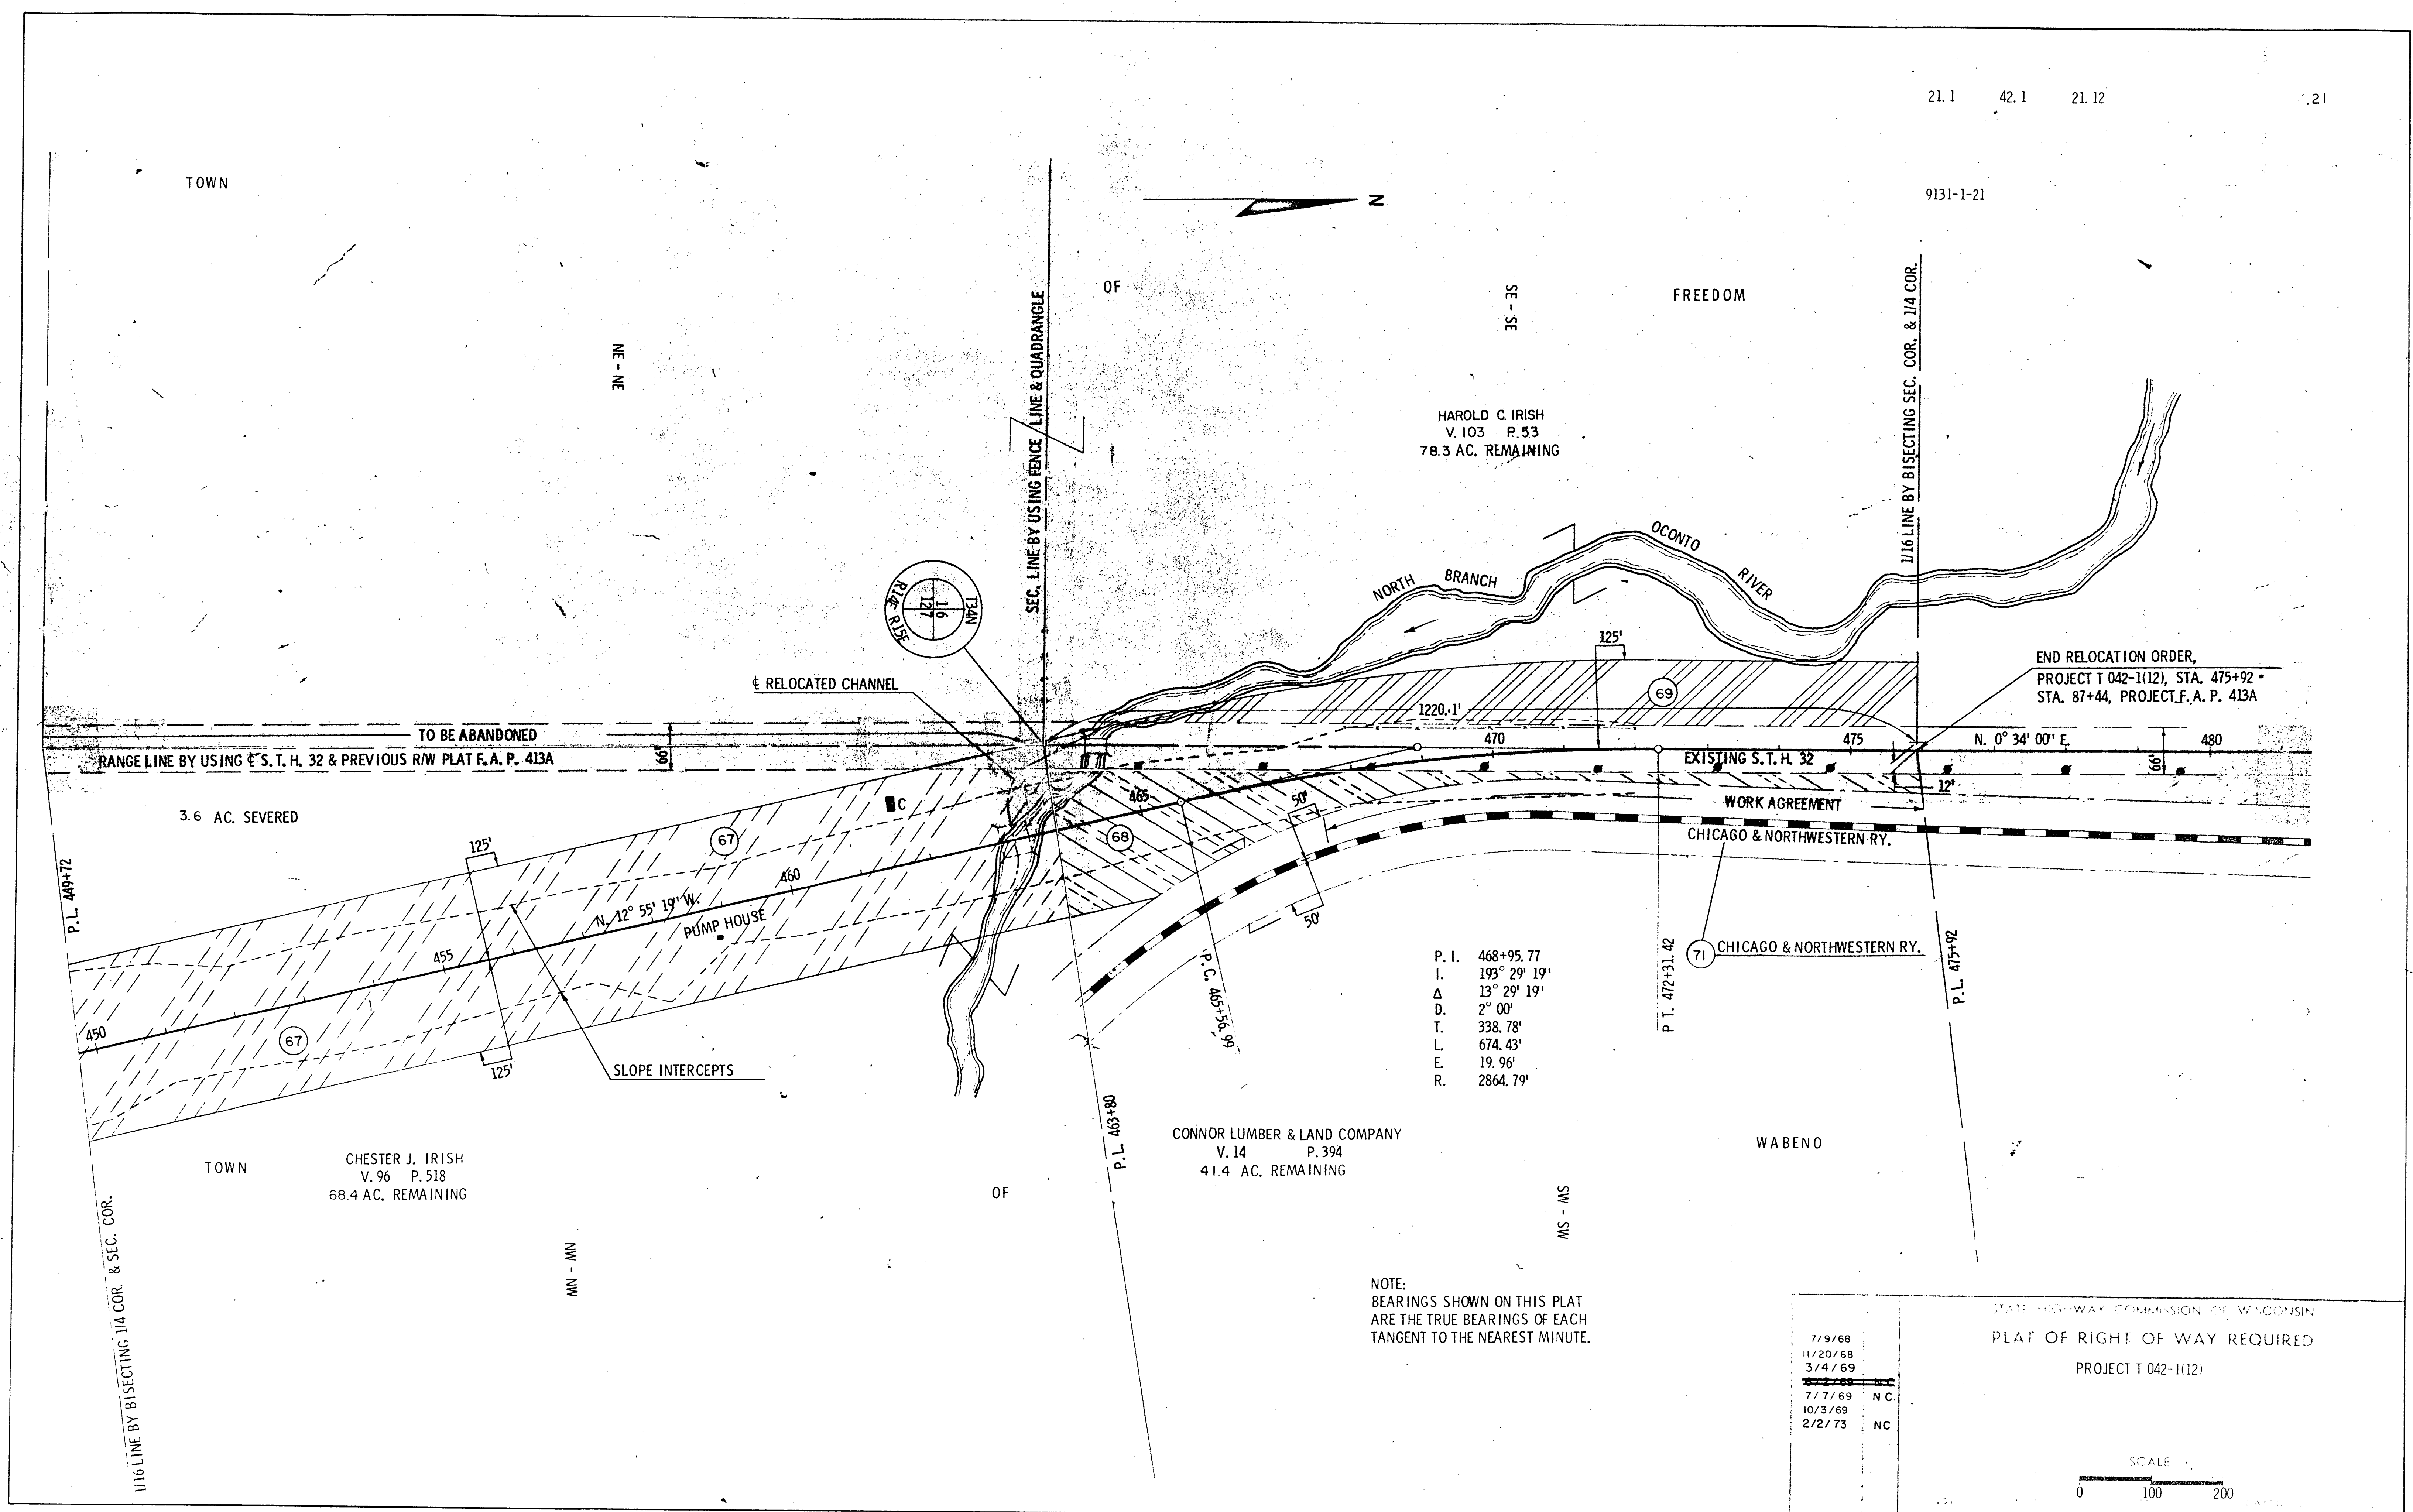 21. 1 42. 1 21. 12 .21
9131-1-21
TOWN
OF
FREEDOM
NE - NE
SE - SE
N
SEC. LINE BY USING FENCE LINE & QUADRANGLE
1/16 LINE BY BISECTING SEC. COR. & 1/4 COR.
HAROLD C. IRISH
V. 103 P. 53
78.3 AC. REMAINING
NORTH BRANCH OCONTO RIVER
T34N
R14E R15E
1 6
12 7
℄ RELOCATED CHANNEL
125'
69
1220.1'
END RELOCATION ORDER,
PROJECT T 042-1(12), STA. 475+92 =
STA. 87+44, PROJECT F. A. P. 413A
TO BE ABANDONED
66'
RANGE LINE BY USING ℄ S. T. H. 32 & PREVIOUS R/W PLAT F. A. P. 413A
470
475
N. 0° 34' 00" E.
480
EXISTING S. T. H. 32
66'
12'
WORK AGREEMENT
CHICAGO & NORTHWESTERN RY.
3.6 AC. SEVERED
C
67
68
465
50'
50'
125'
460
N. 12° 55' 19" W.
PUMP HOUSE
455
450
67
125'
SLOPE INTERCEPTS
P. L. 449+72
P. L. 463+80
P. C. 465+56. 99
P T. 472+31. 42
P. L. 475+92
71 CHICAGO & NORTHWESTERN RY.
P. I. 468+95. 77
I. 193° 29' 19"
Δ 13° 29' 19"
D. 2° 00'
T. 338. 78'
L. 674. 43'
E. 19. 96'
R. 2864. 79'
CHESTER J. IRISH
V. 96 P. 518
68.4 AC. REMAINING
TOWN
OF
WABENO
CONNOR LUMBER & LAND COMPANY
V. 14 P. 394
41.4 AC. REMAINING
NW - NW
SW - SW
1/16 LINE BY BISECTING 1/4 COR. & SEC. COR.
NOTE:
BEARINGS SHOWN ON THIS PLAT
ARE THE TRUE BEARINGS OF EACH
TANGENT TO THE NEAREST MINUTE.
7/9/68
11/20/68
3/4/69
6/2/69 N.C
7/7/69 N C.
10/3/69
2/2/73 NC
STATE HIGHWAY COMMISSION OF WISCONSIN
PLAT OF RIGHT OF WAY REQUIRED
PROJECT T 042-1(12)
SCALE
0 100 200